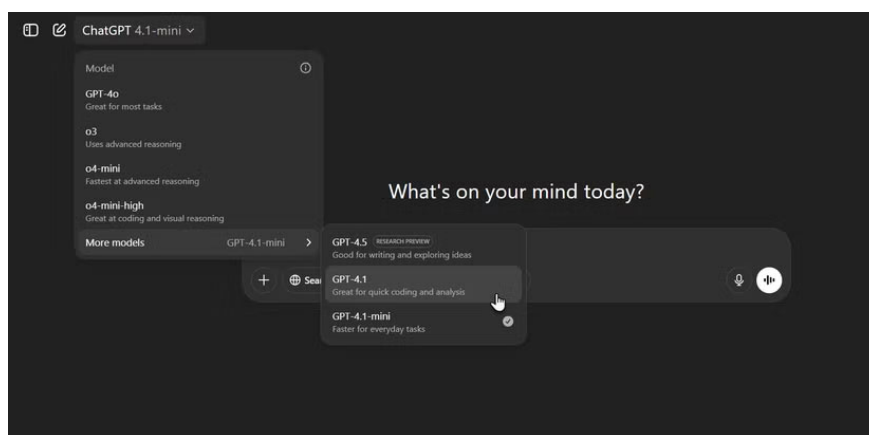 ChatGPT 4.1-mini
Model
GPT-4o
Great for most tasks
o3
Uses advanced reasoning
o4-mini
Fastest at advanced reasoning
o4-mini-high
Great at coding and visual reasoning
More models GPT-4.1-mini
What's on your mind today?
GPT-4.5 RESEARCH PREVIEW
Good for writing and exploring ideas
GPT-4.1
Great for quick coding and analysis
GPT-4.1-mini
Faster for everyday tasks
Sea